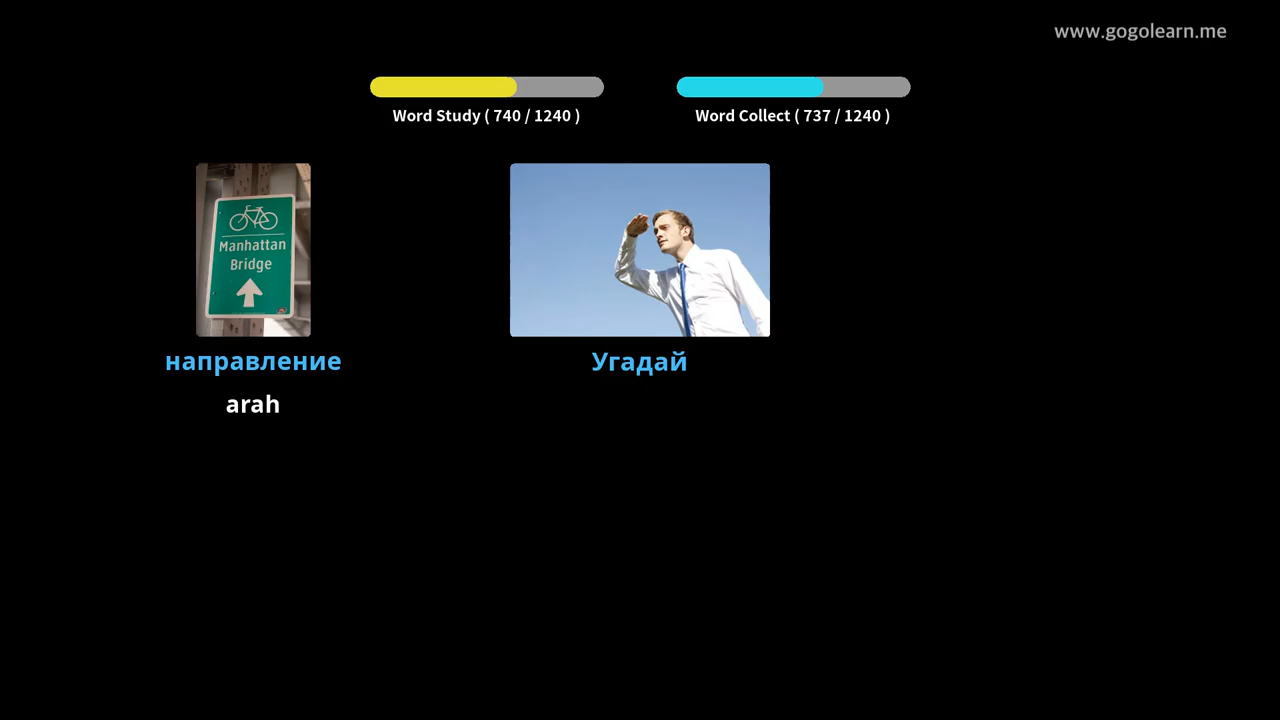 www.gogolearn.me
Word Study ( 740 / 1240 )
Word Collect ( 737 / 1240 )
Manhattan
Bridge
направление
Угадай
arah